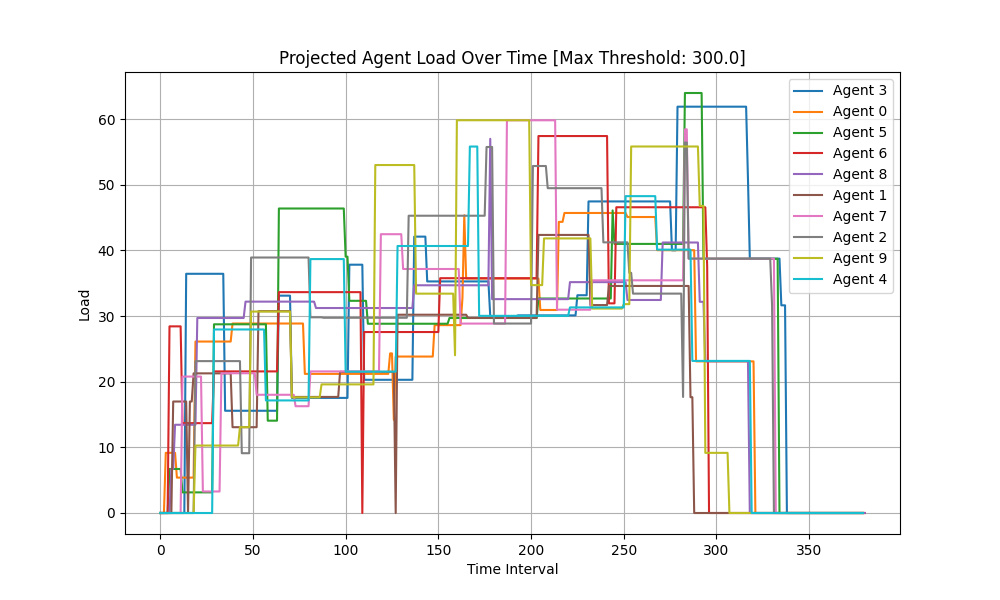 Projected Agent Load Over Time [Max Threshold: 300.0]
Load
60
50
40
30
20
10
0
0 50 100 150 200 250 300 350
Time Interval
Agent 3
Agent 0
Agent 5
Agent 6
Agent 8
Agent 1
Agent 7
Agent 2
Agent 9
Agent 4